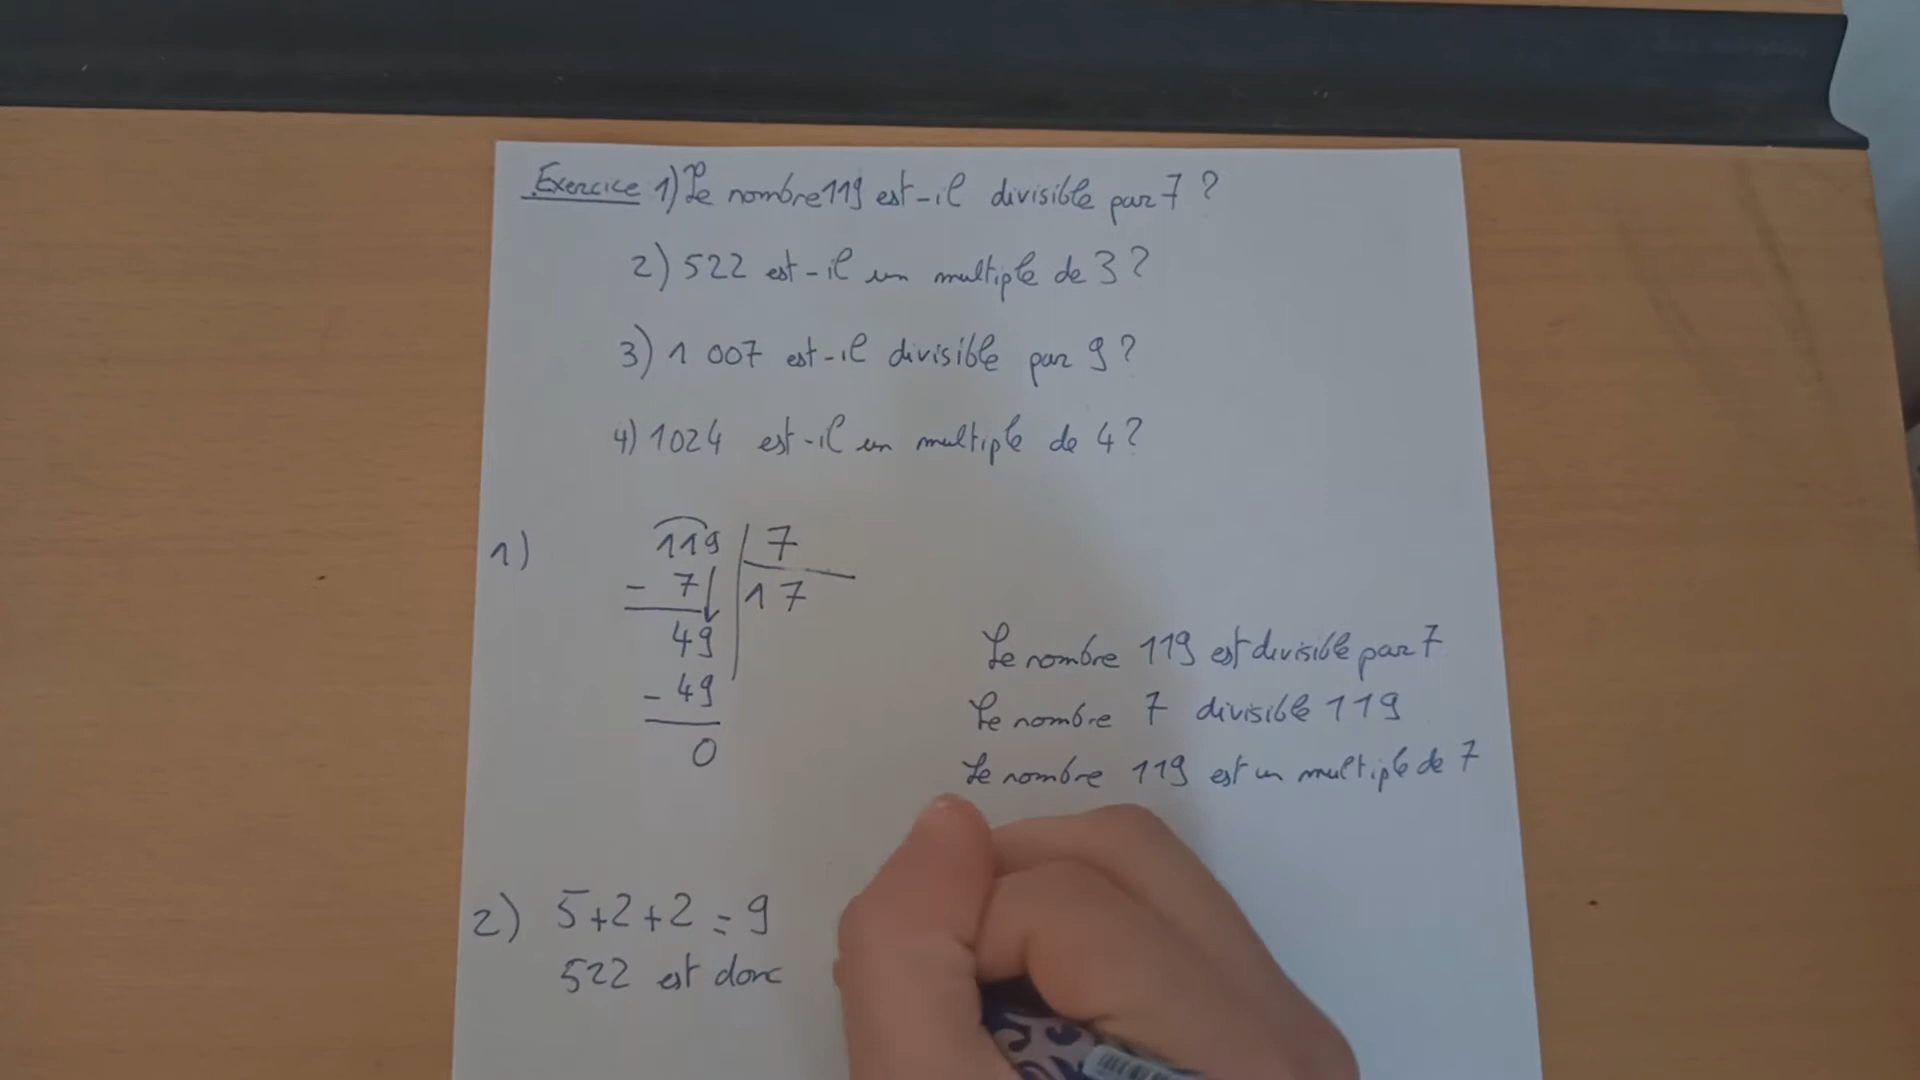 Exercice 1) Le nombre 119 est-il divisible par 7 ?
2) 522 est-il un multiple de 3 ?
3) 1 007 est-il divisible par 9 ?
4) 1024 est-il un multiple de 4 ?
1) 119 7
- 7 17
49
- 49
0
Le nombre 119 est divisible par 7
Le nombre 7 divisible 119
Le nombre 119 est un multiple de 7
2) 5+2+2 = 9
522 est donc